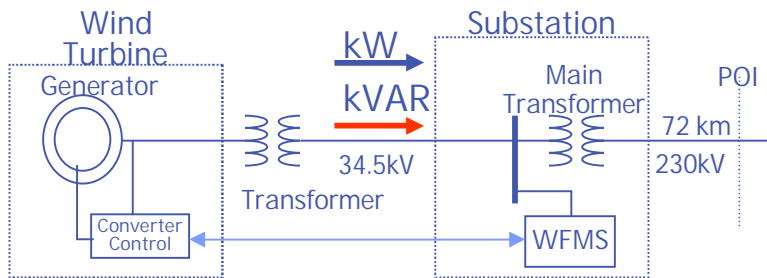 Wind
Turbine
Generator
Converter
Control
Transformer
kW
kVAR
34.5kV
Substation
Main
Transformer
WFMS
72 km
230kV
POI